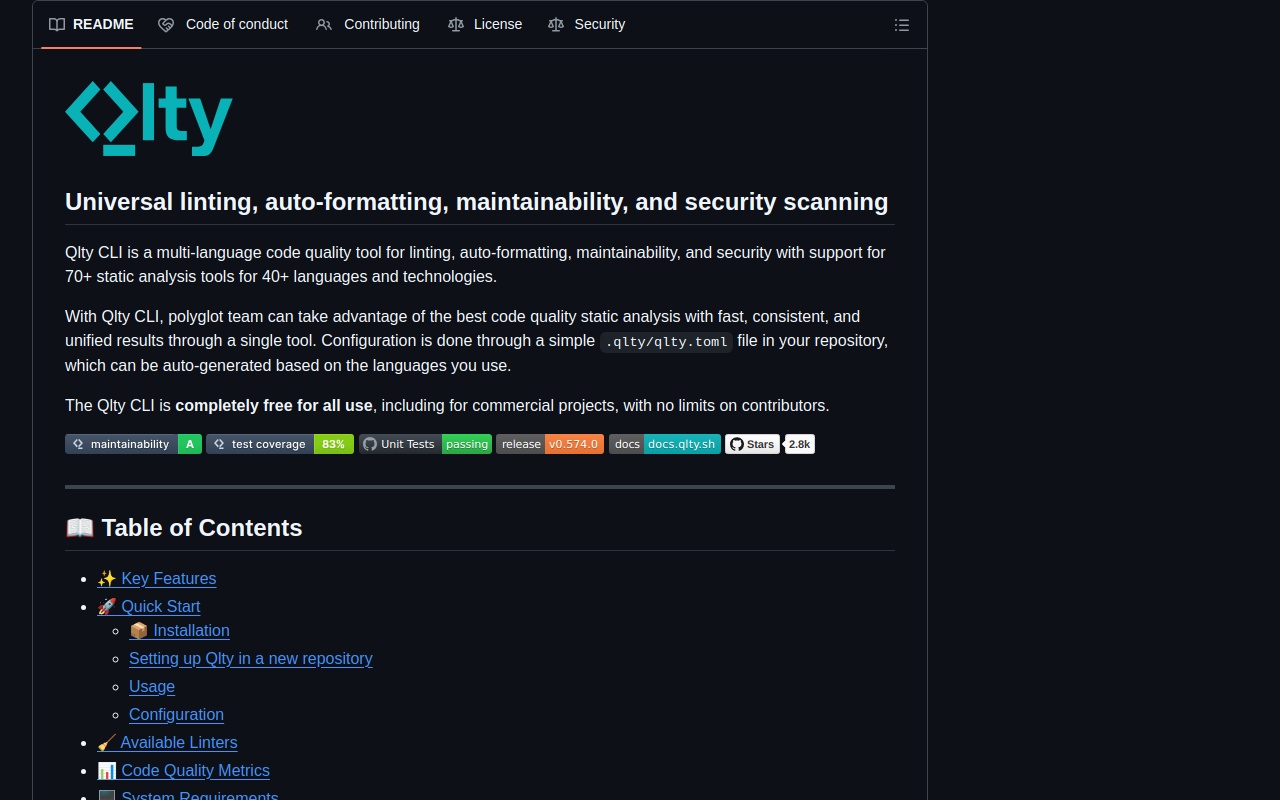 README Code of conduct Contributing License Security
Qlty
Universal linting, auto-formatting, maintainability, and security scanning
Qlty CLI is a multi-language code quality tool for linting, auto-formatting, maintainability, and security with support for
70+ static analysis tools for 40+ languages and technologies.
With Qlty CLI, polyglot team can take advantage of the best code quality static analysis with fast, consistent, and
unified results through a single tool. Configuration is done through a simple .qlty/qlty.toml file in your repository,
which can be auto-generated based on the languages you use.
The Qlty CLI is completely free for all use, including for commercial projects, with no limits on contributors.
maintainability A test coverage 83% Unit Tests passing release v0.574.0 docs docs.qlty.sh Stars 2.8k
📖 Table of Contents
✨ Key Features
🚀 Quick Start
📦 Installation
Setting up Qlty in a new repository
Usage
Configuration
🧹 Available Linters
📊 Code Quality Metrics
🖥️ System Requirements